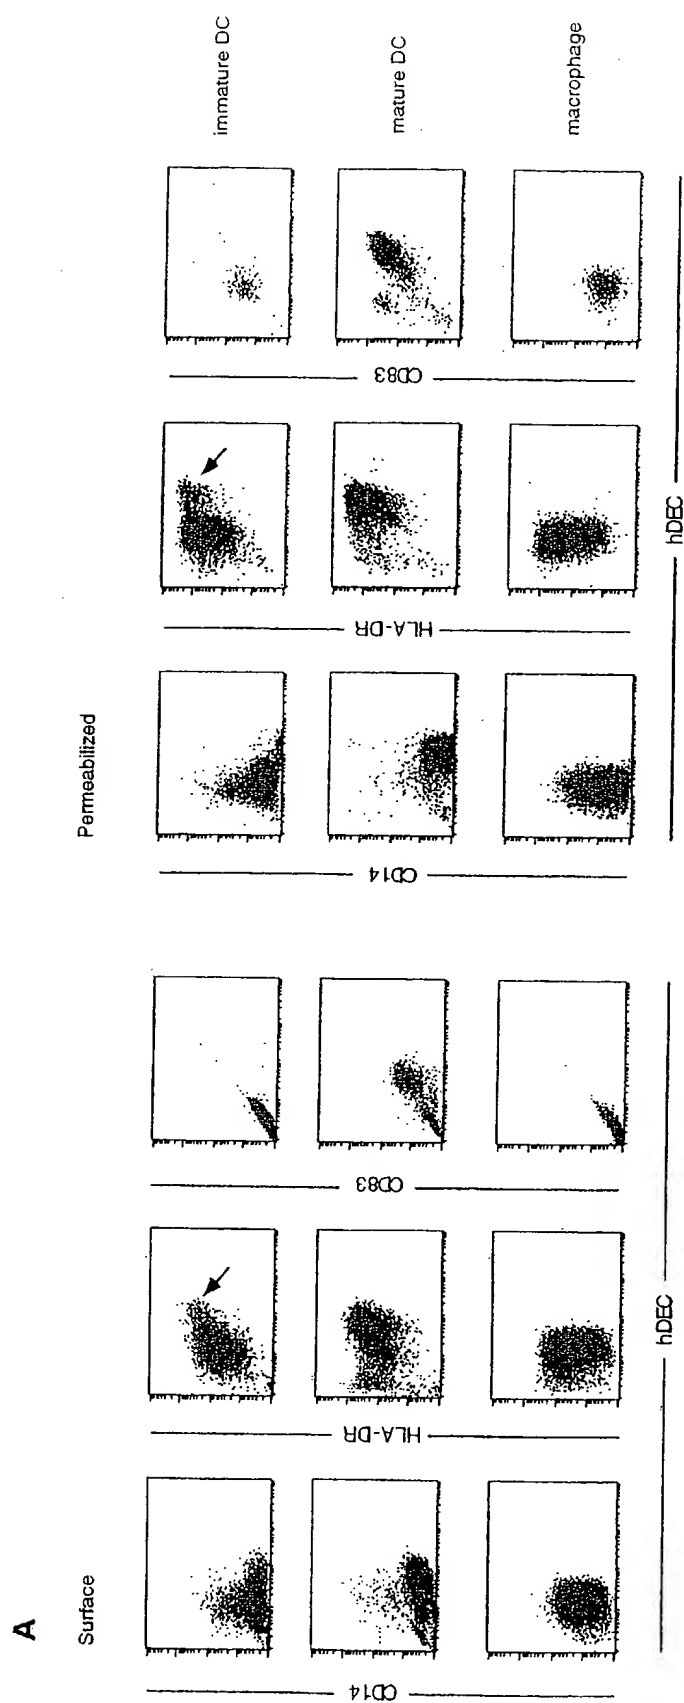 A
Surface
Permeabilized
CD14
HLA-DR
CD83
CD14
HLA-DR
CD83
immature DC
mature DC
macrophage
hDEC
hDEC